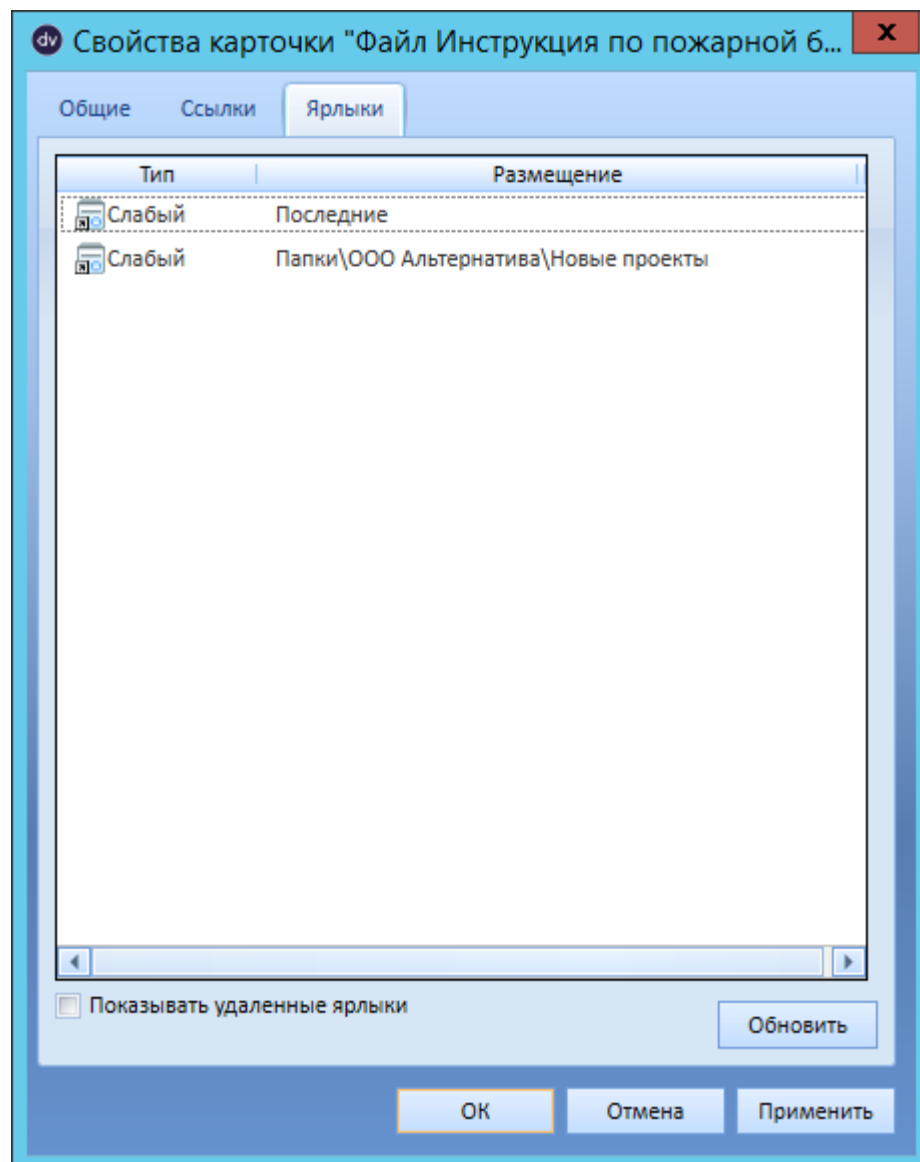 dv Свойства карточки "Файл Инструкция по пожарной б... x
Общие Ссылки Ярлыки
Тип Размещение
Слабый Последние
Слабый Папки\ООО Альтернатива\Новые проекты
Показывать удаленные ярлыки
Обновить
ОК Отмена Применить